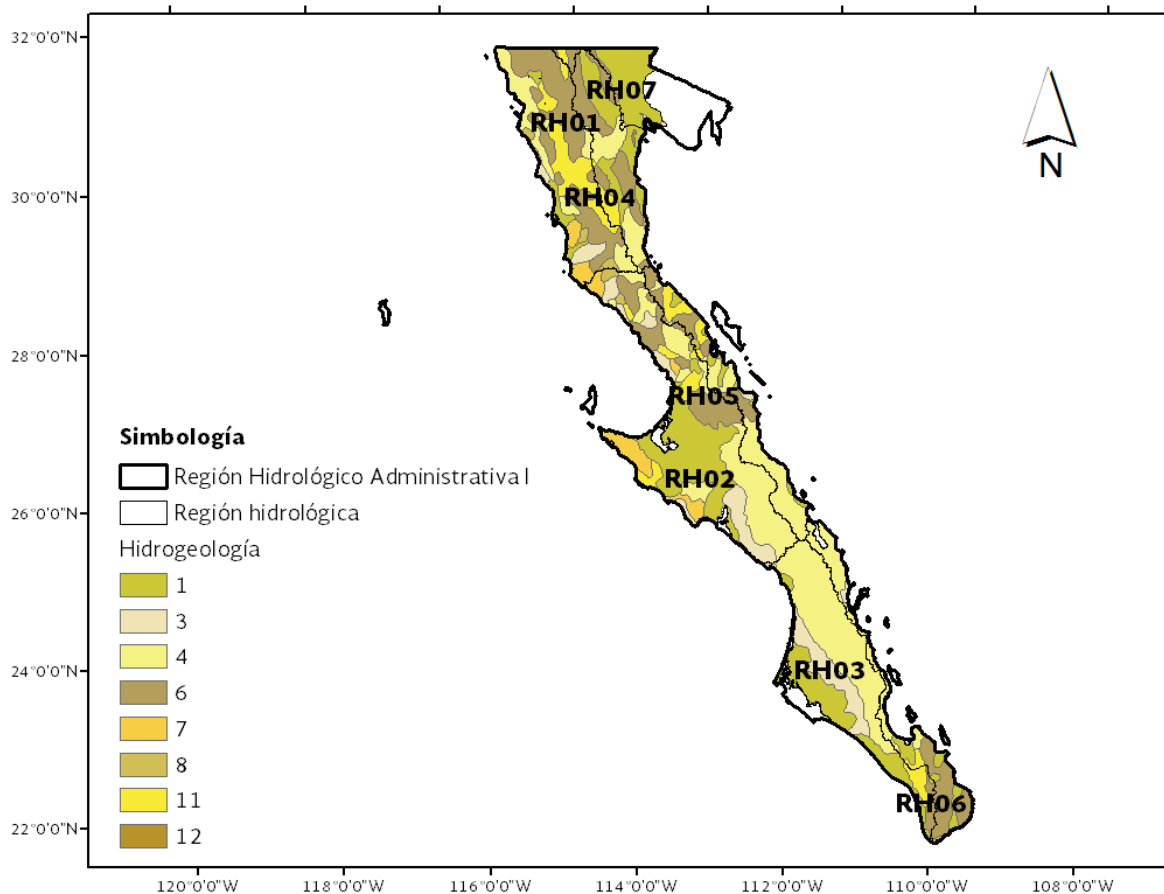 32°0'0"N
30°0'0"N
28°0'0"N
26°0'0"N
24°0'0"N
22°0'0"N
RH07
RH01
N
RH04
RH05
RH02
RH03
RH06
Simbología
Región Hidrológico Administrativa I
Región hidrológica
Hidrogeología
1
3
4
6
7
8
11
12
120°0'0"W 118°0'0"W 116°0'0"W 114°0'0"W 112°0'0"W 110°0'0"W 108°0'0"W